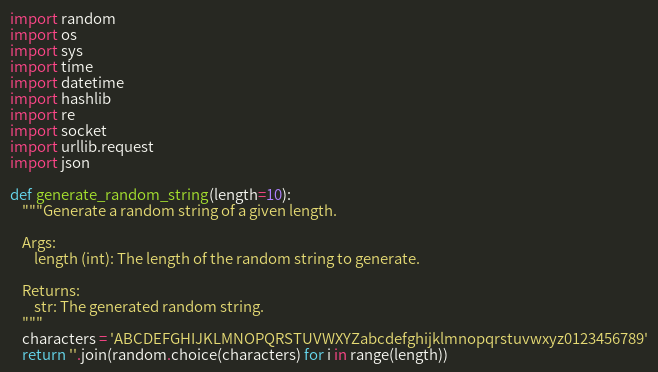 import random
import os
import sys
import time
import datetime
import hashlib
import re
import socket
import urllib.request
import json

def generate_random_string(length=10):
   """Generate a random string of a given length.

   Args:
      length (int): The length of the random string to generate.

   Returns:
      str: The generated random string.
   """
   characters = 'ABCDEFGHIJKLMNOPQRSTUVWXYZabcdefghijklmnopqrstuvwxyz0123456789'
   return ''.join(random.choice(characters) for i in range(length))